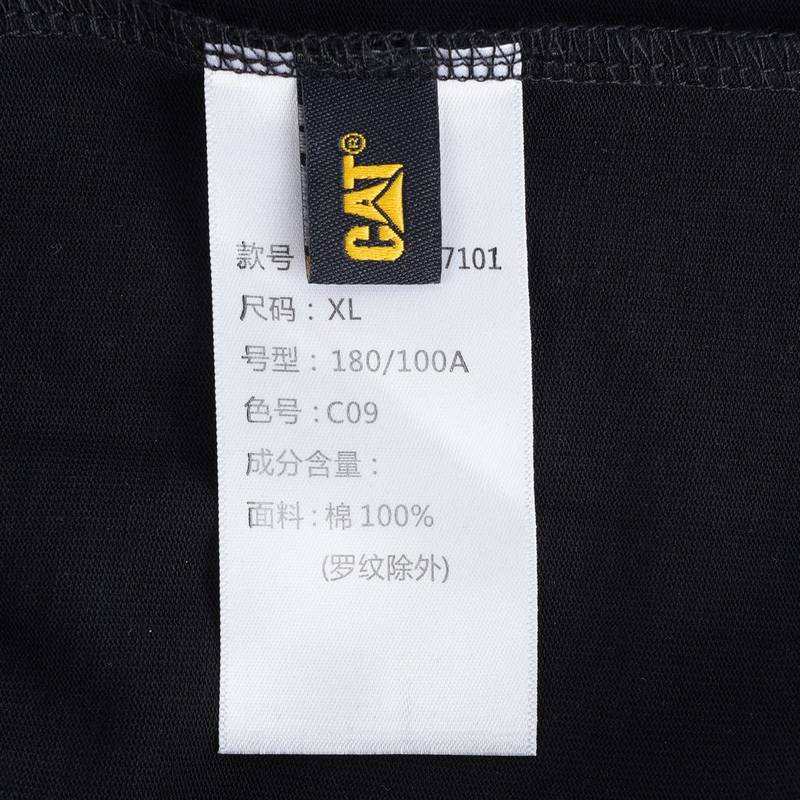 CAT®
款号 7101
尺码：XL
号型：180/100A
色号：C09
成分含量：
面料：棉 100%
(罗纹除外)